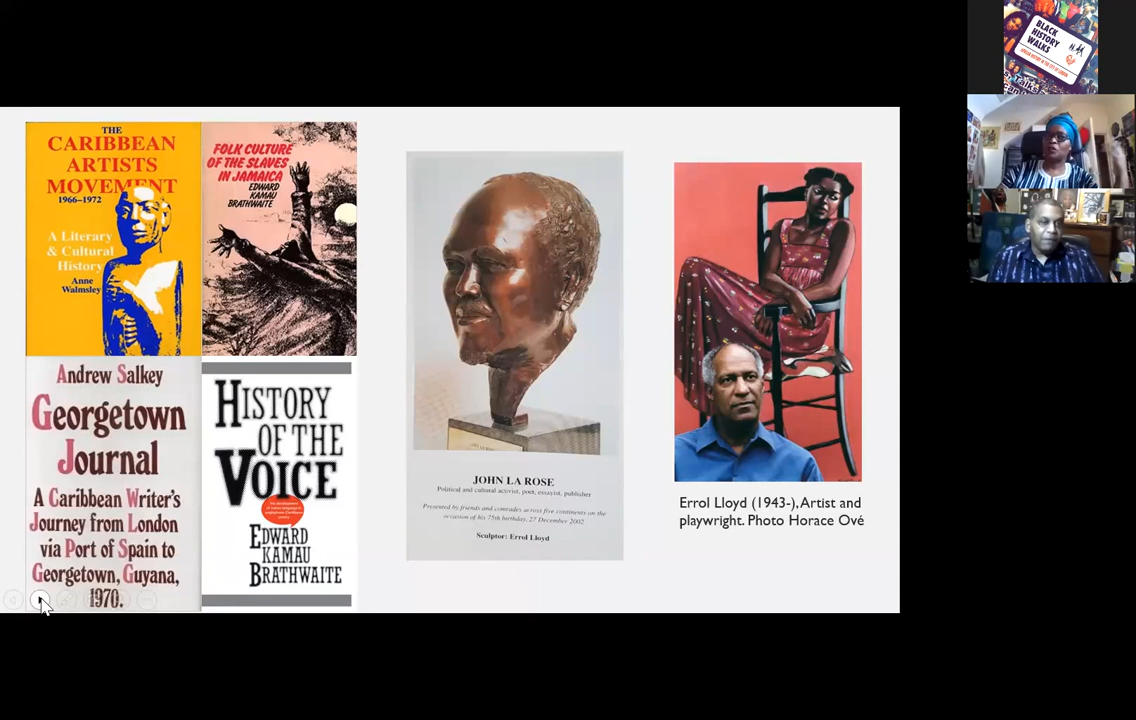 THE
CARIBBEAN
ARTISTS
MOVEMENT
1966–1972
A Literary
& Cultural
History
Anne
Walmsley
FOLK CULTURE
OF THE SLAVES
IN JAMAICA
EDWARD
KAMAU
BRATHWAITE
Andrew Salkey
Georgetown
Journal
A Caribbean Writer's
Journey from London
via Port of Spain to
Georgetown, Guyana,
1970.
HISTORY
OF THE
VOICE
EDWARD
KAMAU
BRATHWAITE
JOHN LA ROSE
Political and cultural activist, poet, essayist, publisher
Presented by friends and comrades across five continents on the
occasion of his 75th birthday, 27 December 2002
Sculptor: Errol Lloyd
Errol Lloyd (1943-), Artist and
playwright. Photo Horace Ové
BLACK
HISTORY
WALKS